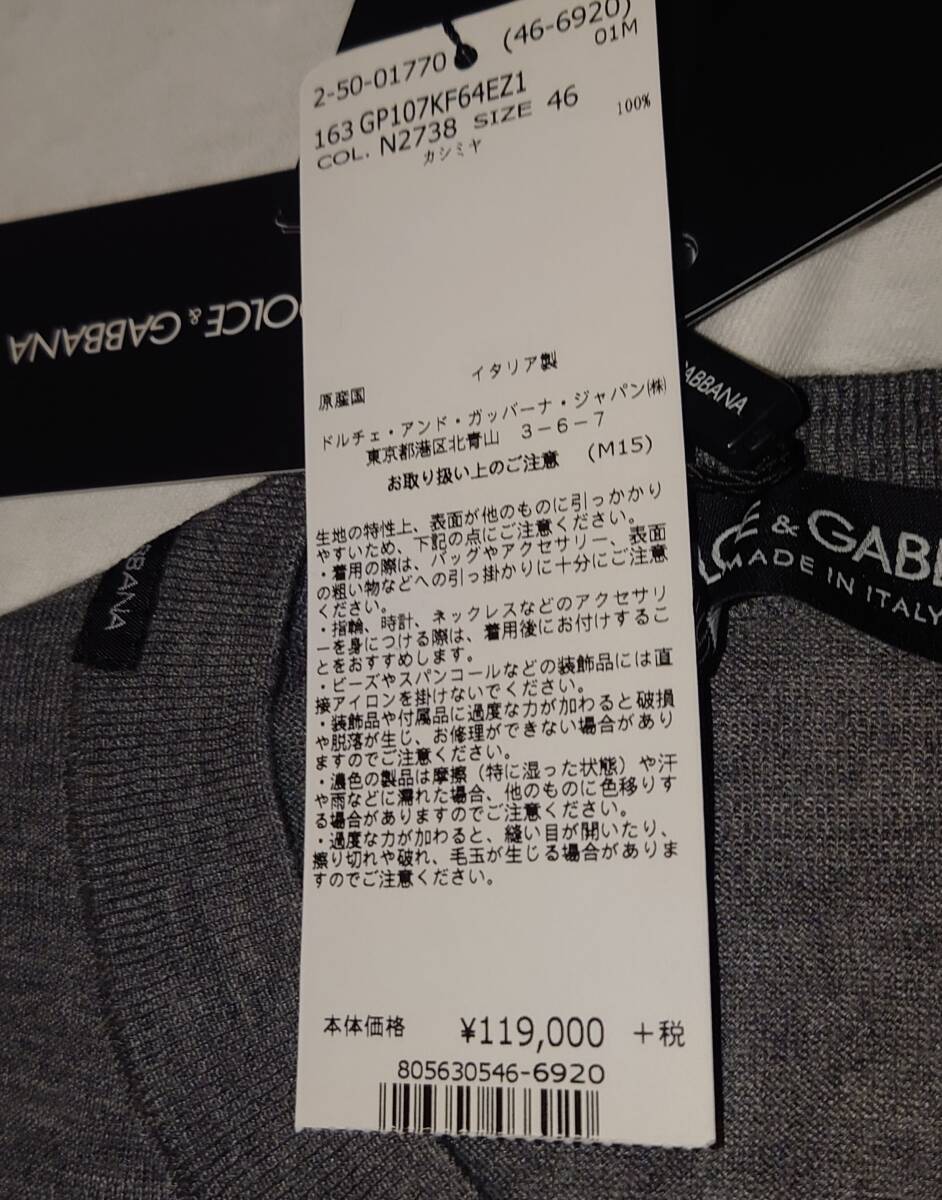 2-50-01770 (46-6920)
01M
163 GP107KF64EZ1
COL. N2738 SIZE 46
カシミヤ 100%
原産国 イタリア製
ドルチェ・アンド・ガッバーナ・ジャパン㈱
東京都港区北青山 3-6-7
お取り扱い上のご注意 (M15)
生地の特性上、表面が他のものに引っかかり
やすいため、下記の点にご注意ください。
・着用の際は、バッグやアクセサリー、表面
の粗い物などへの引っ掛かりに十分にご注意
ください。
・指輪、時計、ネックレスなどのアクセサリ
ーを身につける際は、着用後にお付けするこ
とをおすすめします。
・ビーズやスパンコールなどの装飾品には直
接アイロンを掛けないでください。
・装飾品や付属品に過度な力が加わると破損
や脱落が生じ、お修理ができない場合があり
ますのでご注意ください。
・濃色の製品は摩擦（特に湿った状態）や汗
や雨などに濡れた場合、他のものに色移りす
る場合がありますのでご注意ください。
・過度な力が加わると、縫い目が開いたり、
擦り切れや破れ、毛玉が生じる場合がありま
すのでご注意ください。
本体価格 ¥119,000 +税
805630546-6920
OLCE & GABBANA
ABBANA
BBANA
& GABB
MADE IN ITALY